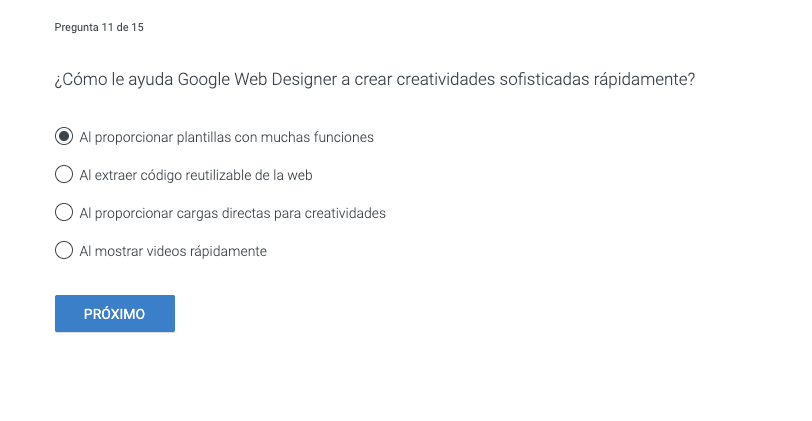 Pregunta 11 de 15
¿Cómo le ayuda Google Web Designer a crear creatividades sofisticadas rápidamente?
Al proporcionar plantillas con muchas funciones
Al extraer código reutilizable de la web
Al proporcionar cargas directas para creatividades
Al mostrar videos rápidamente
PRÓXIMO